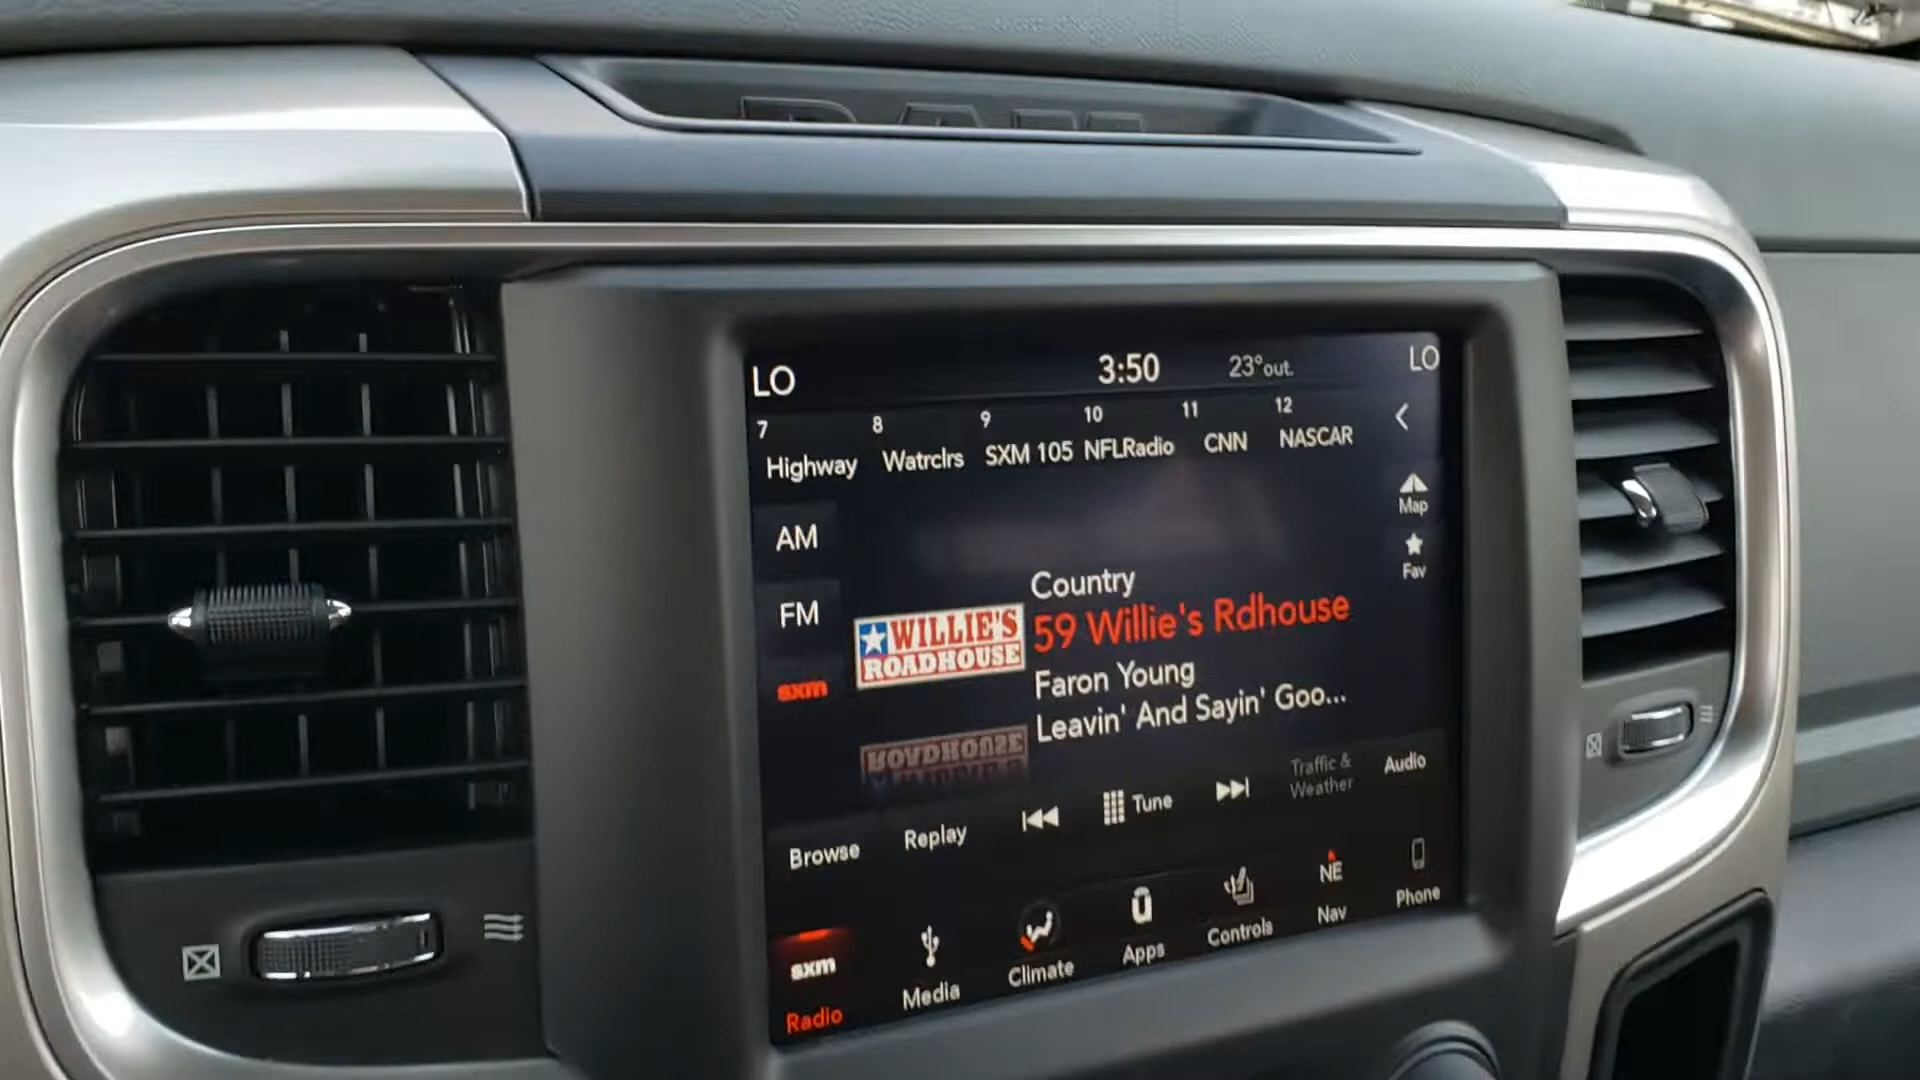 RAM
LO 3:50 23°out. LO
7 8 9 10 11 12
Highway Watrclrs SXM 105 NFLRadio CNN NASCAR
Map
AM
Fav
Country
FM
WILLIE'S
ROADHOUSE
59 Willie's Rdhouse
sxm
Faron Young
Leavin' And Sayin' Goo...
Browse Replay Tune Traffic &
Weather
Audio
sxm
NE
Radio Media Climate Apps Controls Nav Phone